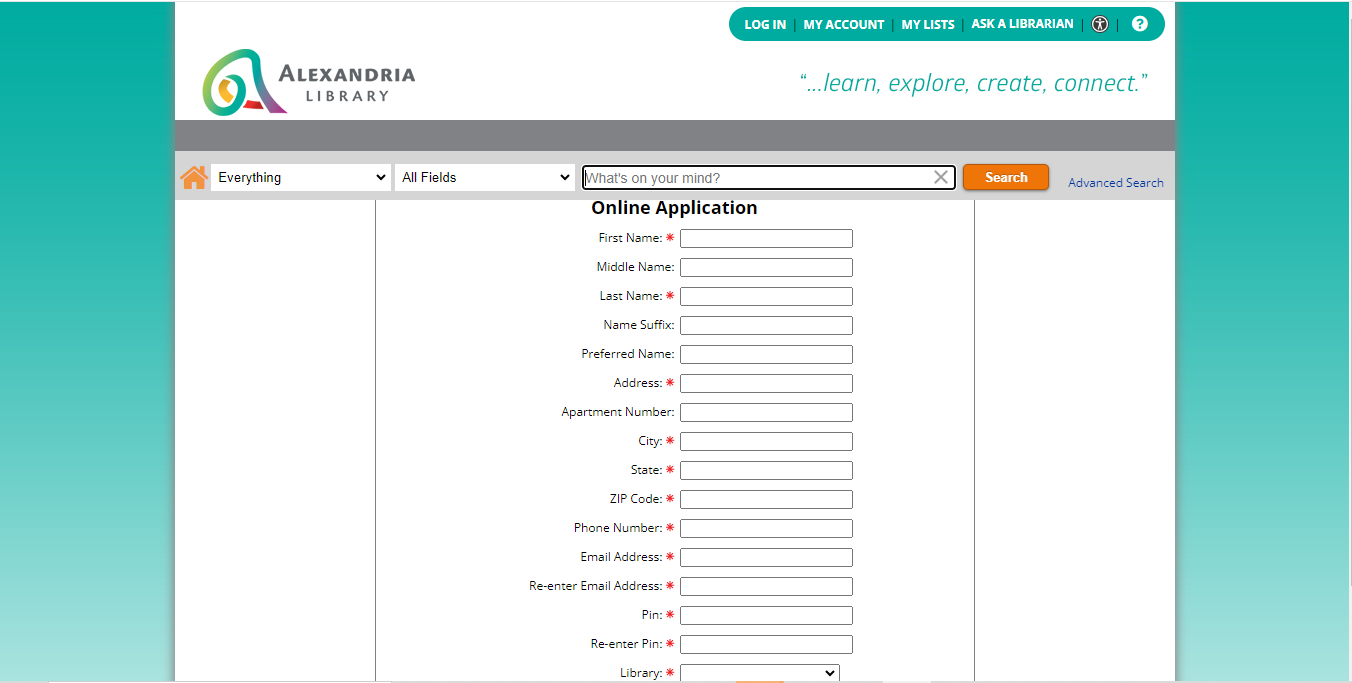 LOG IN | MY ACCOUNT | MY LISTS | ASK A LIBRARIAN | | ?
ALEXANDRIA
LIBRARY
“...learn, explore, create, connect.”
Everything All Fields What's on your mind? Search Advanced Search
Online Application
First Name: *
Middle Name:
Last Name: *
Name Suffix:
Preferred Name:
Address: *
Apartment Number:
City: *
State: *
ZIP Code: *
Phone Number: *
Email Address: *
Re-enter Email Address: *
Pin: *
Re-enter Pin: *
Library: *